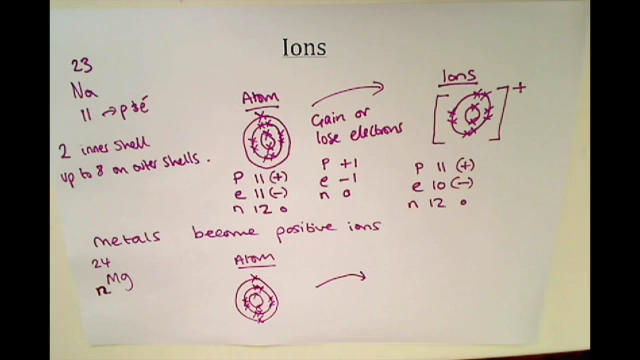 Ions
23
Na
11 → p & é
2 inner shell
up to 8 on outer shells.
Atom
P 11 (+)
e 11 (-)
n 12 0
Gain or
lose electrons
P +1
e -1
n 0
Ions
[ ]+
P 11 (+)
e 10 (-)
n 12 0
metals become positive ions
24
Mg
12
Atom